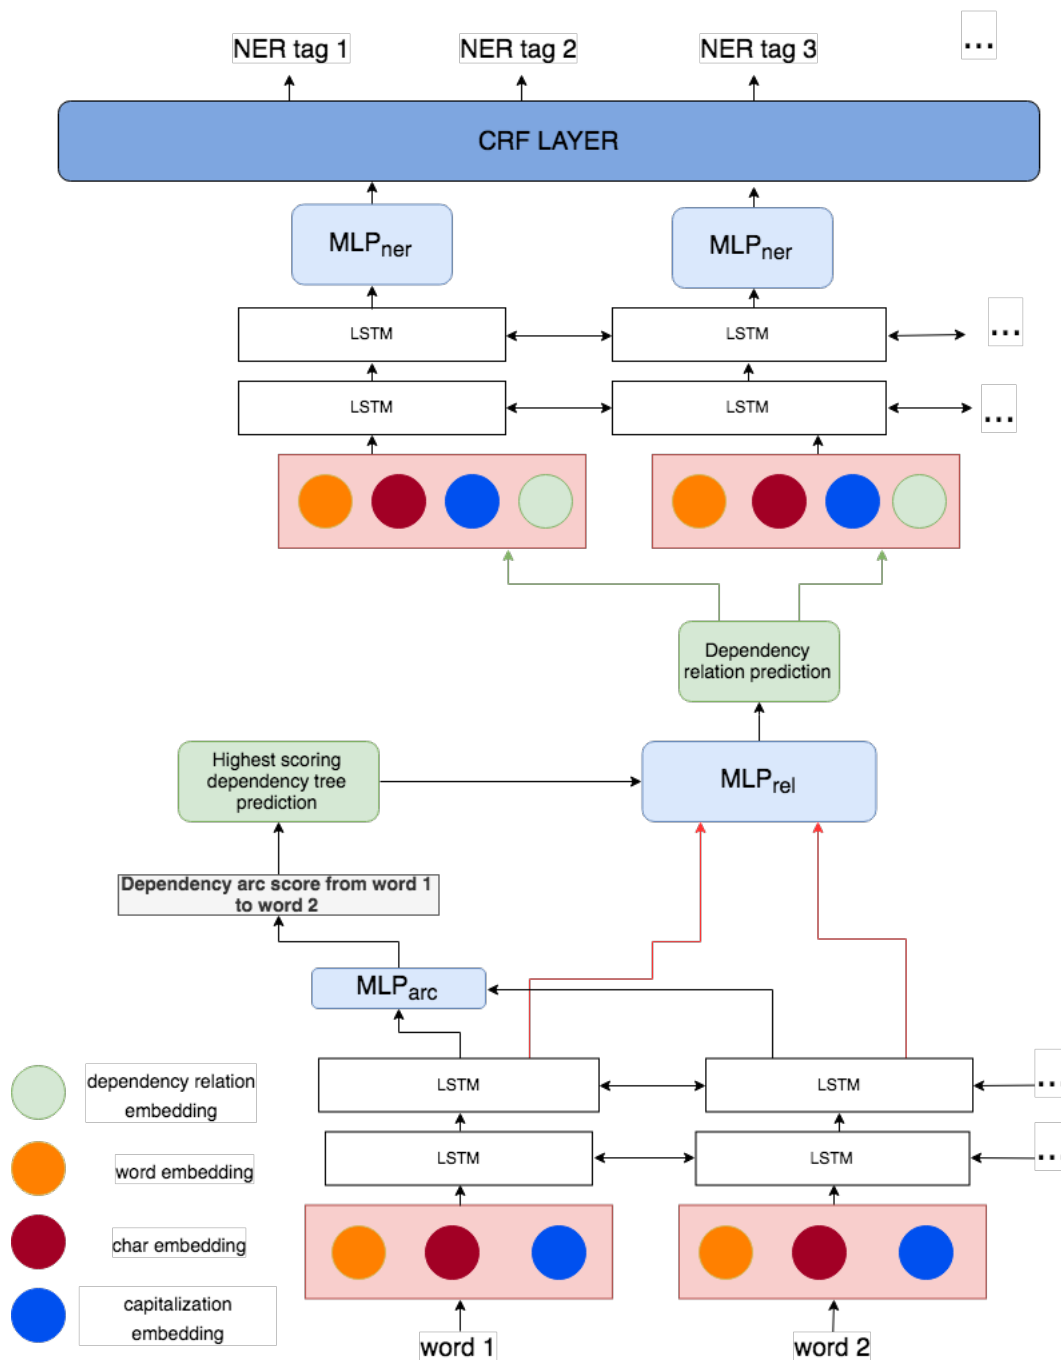 NER tag 1
NER tag 2
NER tag 3
...
CRF LAYER
MLPner
MLPner
LSTM
LSTM
...
LSTM
LSTM
...
Dependency
relation prediction
Highest scoring
dependency tree
prediction
MLPrel
Dependency arc score from word 1
to word 2
MLParc
LSTM
LSTM
...
LSTM
LSTM
...
dependency relation
embedding
word embedding
char embedding
capitalization
embedding
word 1
word 2